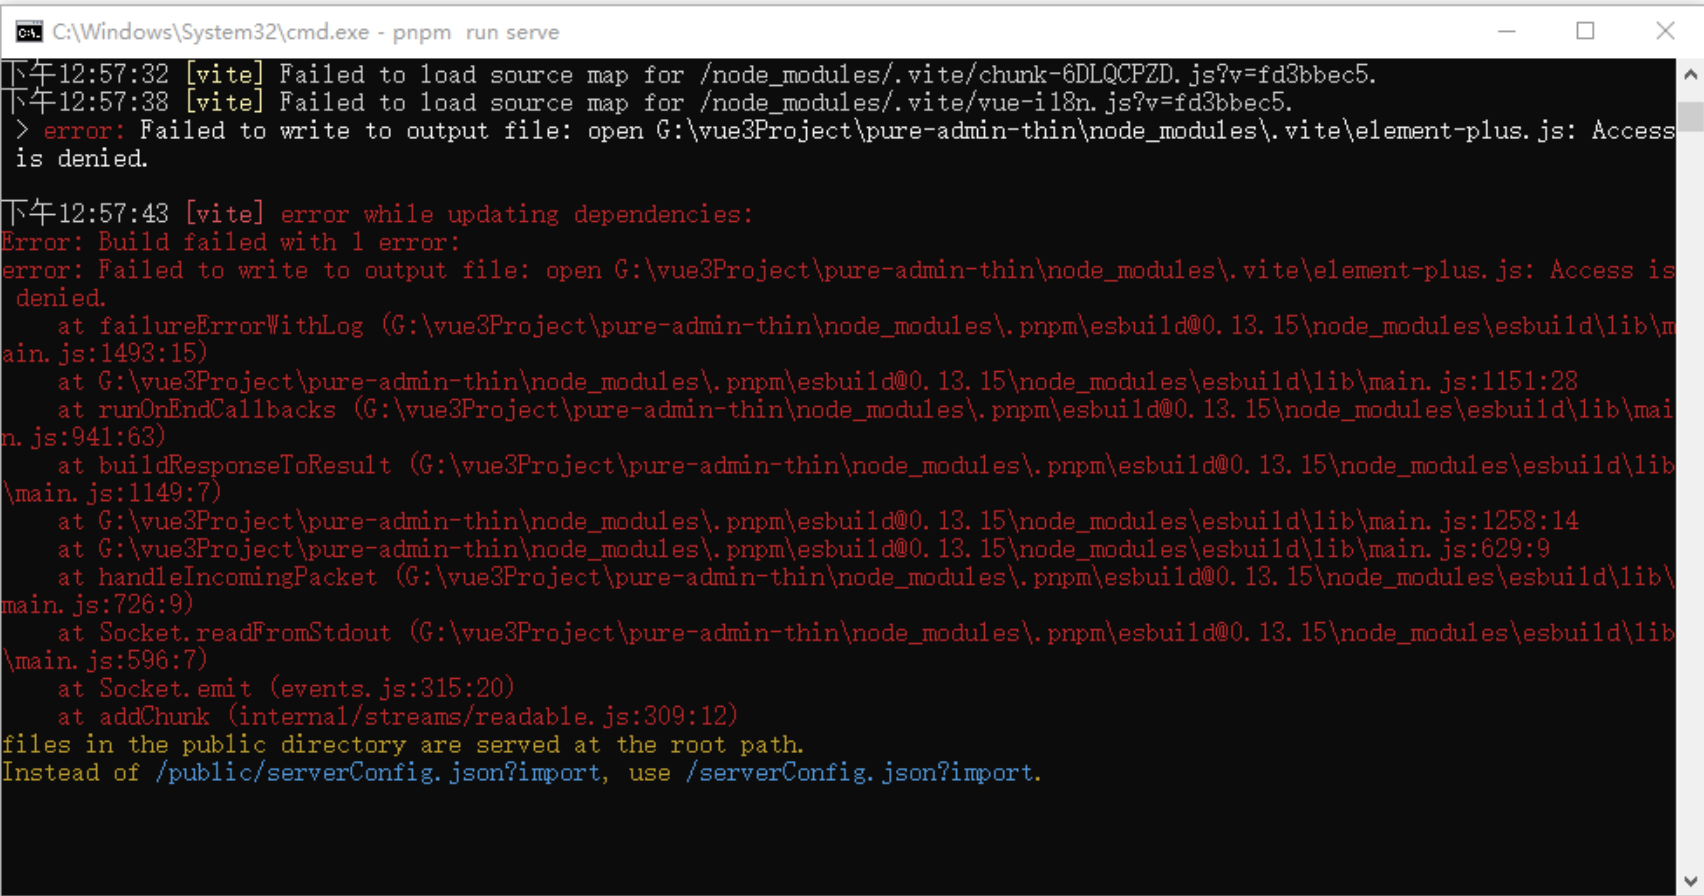 C:\Windows\System32\cmd.exe - pnpm  run serve
下午12:57:32 [vite] Failed to load source map for /node_modules/.vite/chunk-6DLQCPZD.js?v=fd3bbec5.
下午12:57:38 [vite] Failed to load source map for /node_modules/.vite/vue-i18n.js?v=fd3bbec5.
 > error: Failed to write to output file: open G:\vue3Project\pure-admin-thin\node_modules\.vite\element-plus.js: Access
 is denied.
下午12:57:43 [vite] error while updating dependencies:
Error: Build failed with 1 error:
error: Failed to write to output file: open G:\vue3Project\pure-admin-thin\node_modules\.vite\element-plus.js: Access is
 denied.
    at failureErrorWithLog (G:\vue3Project\pure-admin-thin\node_modules\.pnpm\esbuild@0.13.15\node_modules\esbuild\lib\m
ain.js:1493:15)
    at G:\vue3Project\pure-admin-thin\node_modules\.pnpm\esbuild@0.13.15\node_modules\esbuild\lib\main.js:1151:28
    at runOnEndCallbacks (G:\vue3Project\pure-admin-thin\node_modules\.pnpm\esbuild@0.13.15\node_modules\esbuild\lib\mai
n.js:941:63)
    at buildResponseToResult (G:\vue3Project\pure-admin-thin\node_modules\.pnpm\esbuild@0.13.15\node_modules\esbuild\lib
\main.js:1149:7)
    at G:\vue3Project\pure-admin-thin\node_modules\.pnpm\esbuild@0.13.15\node_modules\esbuild\lib\main.js:1258:14
    at G:\vue3Project\pure-admin-thin\node_modules\.pnpm\esbuild@0.13.15\node_modules\esbuild\lib\main.js:629:9
    at handleIncomingPacket (G:\vue3Project\pure-admin-thin\node_modules\.pnpm\esbuild@0.13.15\node_modules\esbuild\lib\
main.js:726:9)
    at Socket.readFromStdout (G:\vue3Project\pure-admin-thin\node_modules\.pnpm\esbuild@0.13.15\node_modules\esbuild\lib
\main.js:596:7)
    at Socket.emit (events.js:315:20)
    at addChunk (internal/streams/readable.js:309:12)
files in the public directory are served at the root path.
Instead of /public/serverConfig.json?import, use /serverConfig.json?import.